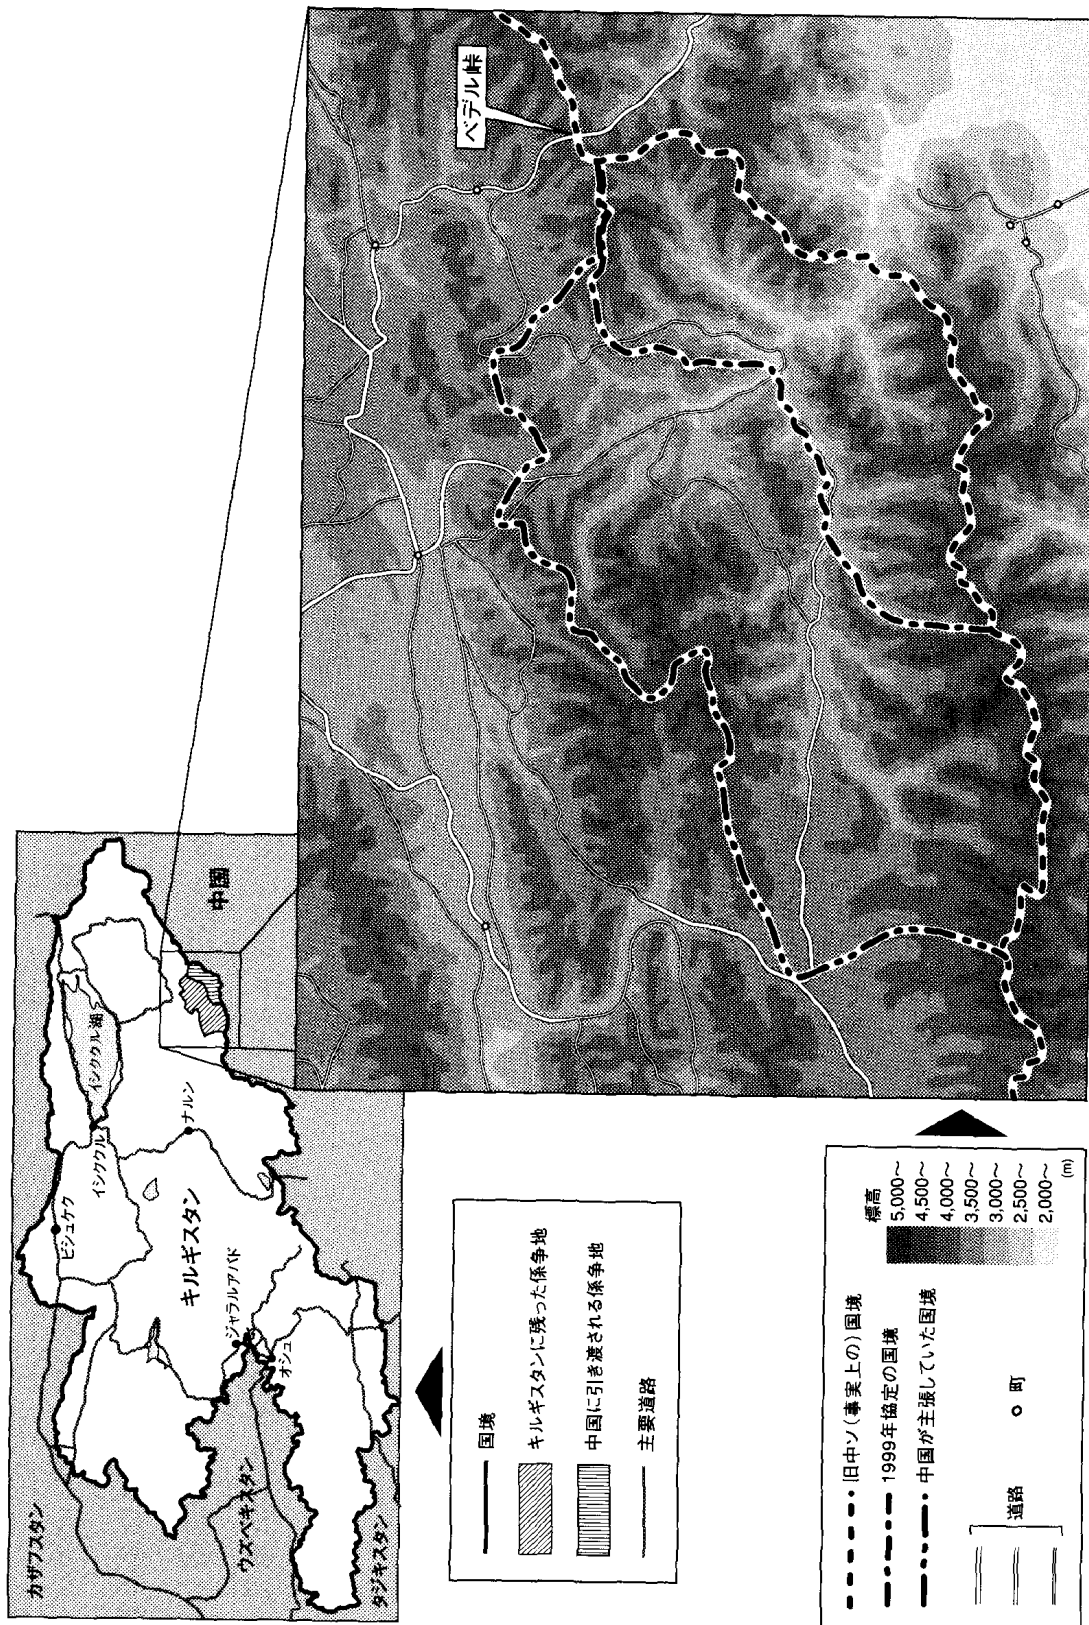 カザフスタン
ビシュケク
イシククル湖
イシククル
ナルン
中国
キルギスタン
ジャラルアバド
オシュ
ウズベキスタン
タジキスタン
国境
キルギスタンに残った係争地
中国に引き渡される係争地
主要道路
ベデル峠
旧中ソ(事実上の)国境
1999年協定の国境
中国が主張していた国境
道路
町
標高
5,000〜
4,500〜
4,000〜
3,500〜
3,000〜
2,500〜
2,000〜
(m)